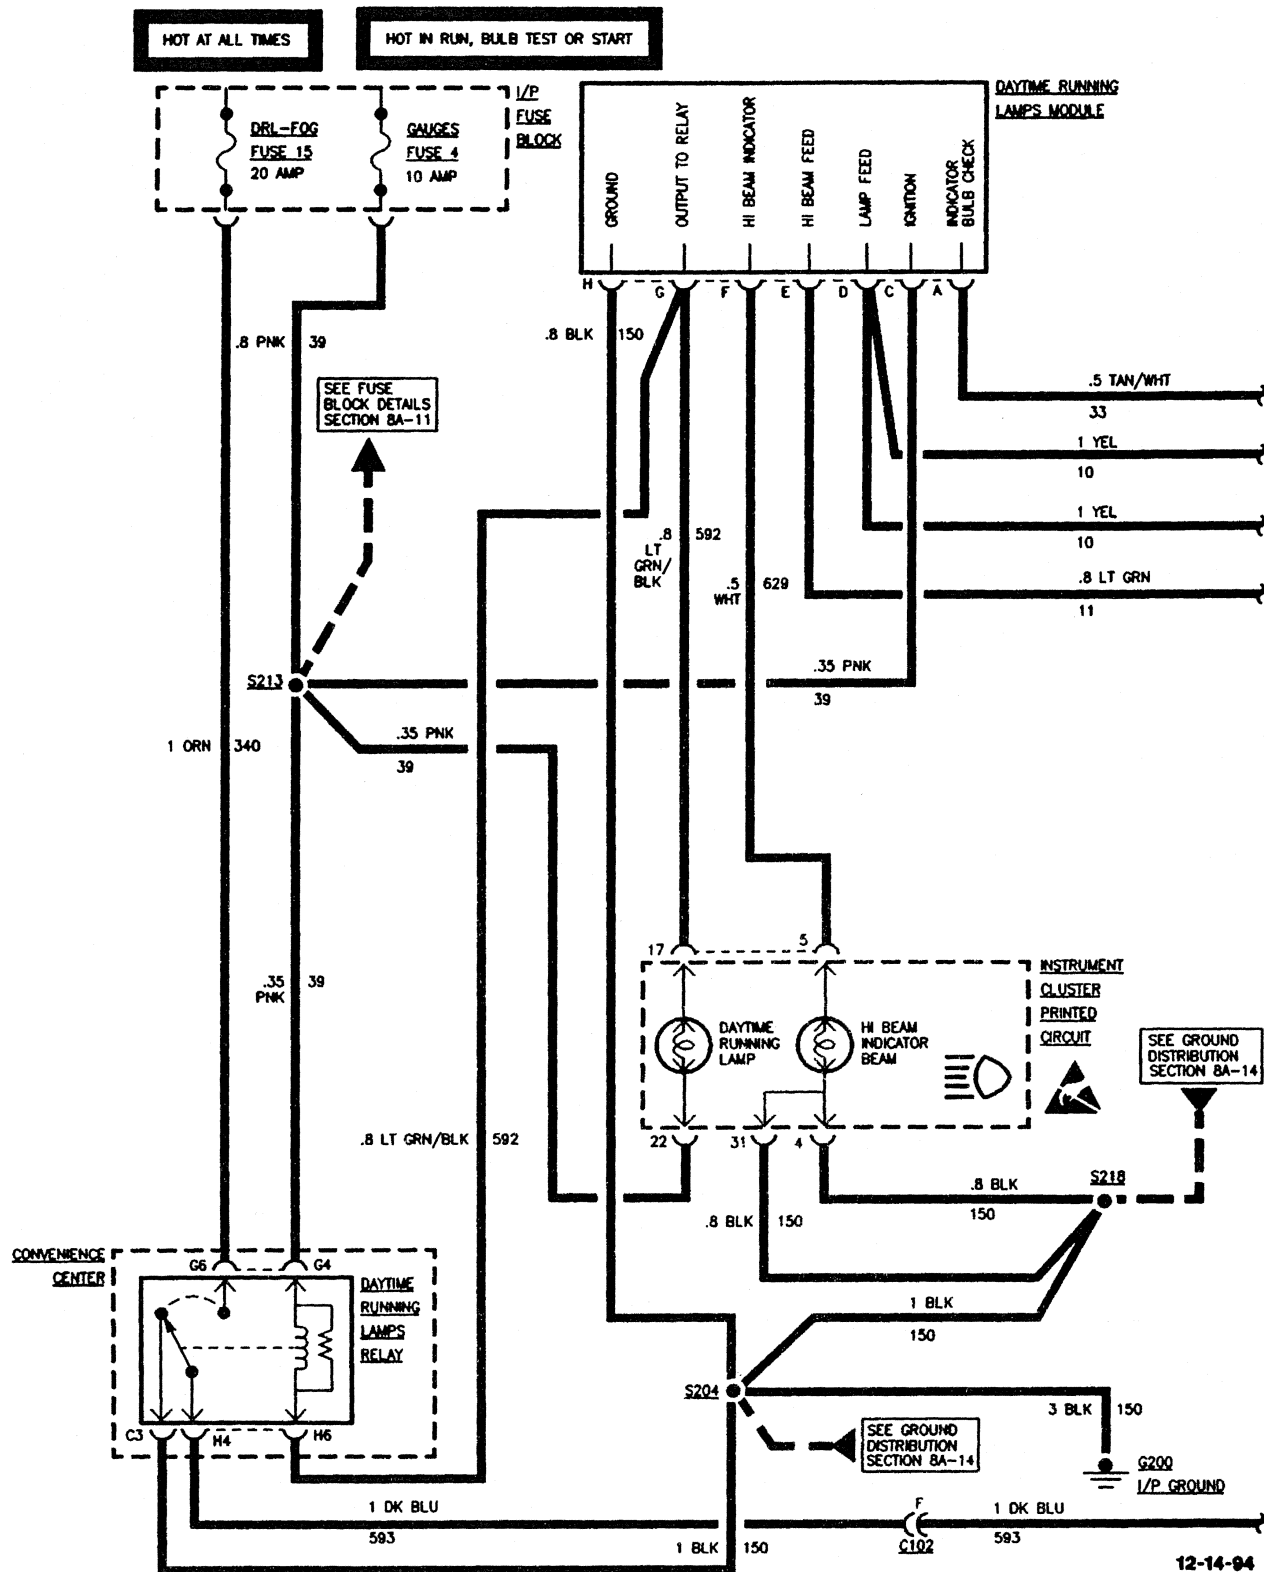 HOT AT ALL TIMES
HOT IN RUN, BULB TEST OR START
I/P
FUSE
BLOCK
DRL-FOG
FUSE 15
20 AMP
GAUGES
FUSE 4
10 AMP
DAYTIME RUNNING
LAMPS MODULE
GROUND
OUTPUT TO RELAY
HI BEAM INDICATOR
HI BEAM FEED
LAMP FEED
IGNITION
INDICATOR
BULB CHECK
H
G
F
E
D
C
A
.8 PNK
39
.8 BLK
150
SEE FUSE
BLOCK DETAILS
SECTION 8A-11
.5 TAN/WHT
33
1 YEL
10
1 YEL
10
.8 LT GRN
11
.8
LT
GRN/
BLK
592
.5
WHT
629
S213
.35 PNK
39
1 ORN
340
.35 PNK
39
.35
PNK
39
17
5
INSTRUMENT
CLUSTER
PRINTED
CIRCUIT
DAYTIME
RUNNING
LAMP
HI BEAM
INDICATOR
BEAM
SEE GROUND
DISTRIBUTION
SECTION 8A-14
.8 LT GRN/BLK
592
22
31
4
S218
.8 BLK
150
.8 BLK
150
CONVENIENCE
CENTER
G6
G4
DAYTIME
RUNNING
LAMPS
RELAY
1 BLK
150
S204
3 BLK
150
C3
H4
H6
SEE GROUND
DISTRIBUTION
SECTION 8A-14
G200
I/P GROUND
1 DK BLU
593
F
C102
1 DK BLU
593
1 BLK
150
12-14-94